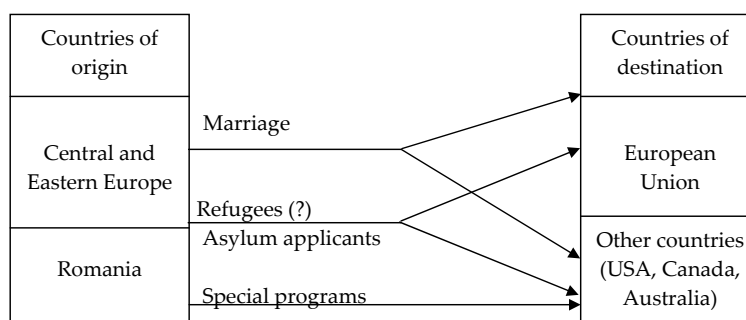 Countries of
origin
Central and
Eastern Europe
Romania
Marriage
Refugees (?)
Asylum applicants
Special programs
Countries of
destination
European
Union
Other countries
(USA, Canada,
Australia)